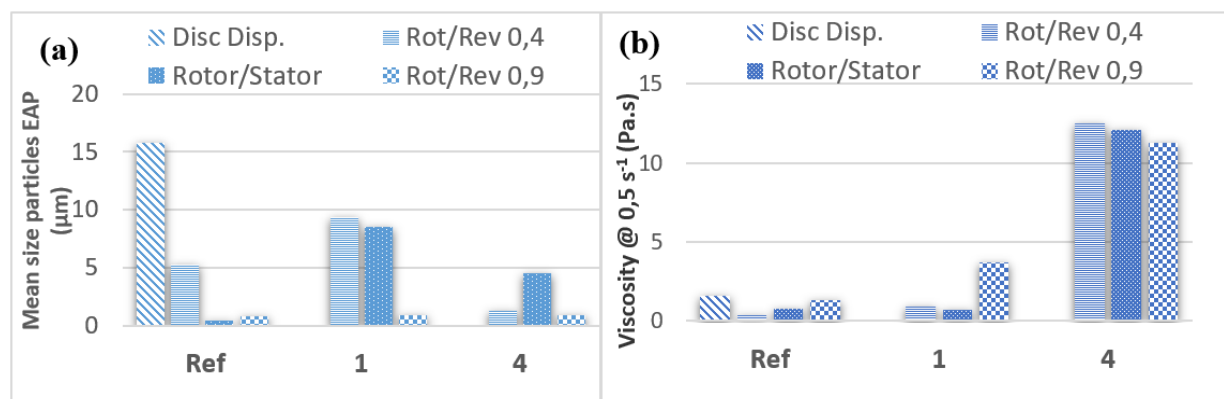 (a)
Disc Disp. Rot/Rev 0,4
Rotor/Stator Rot/Rev 0,9
Mean size particles EAP
(µm)
20
15
10
5
0
Ref 1 4
(b)
Disc Disp. Rot/Rev 0,4
Rotor/Stator Rot/Rev 0,9
Viscosity @ 0,5 s⁻¹ (Pa.s)
15
10
5
0
Ref 1 4